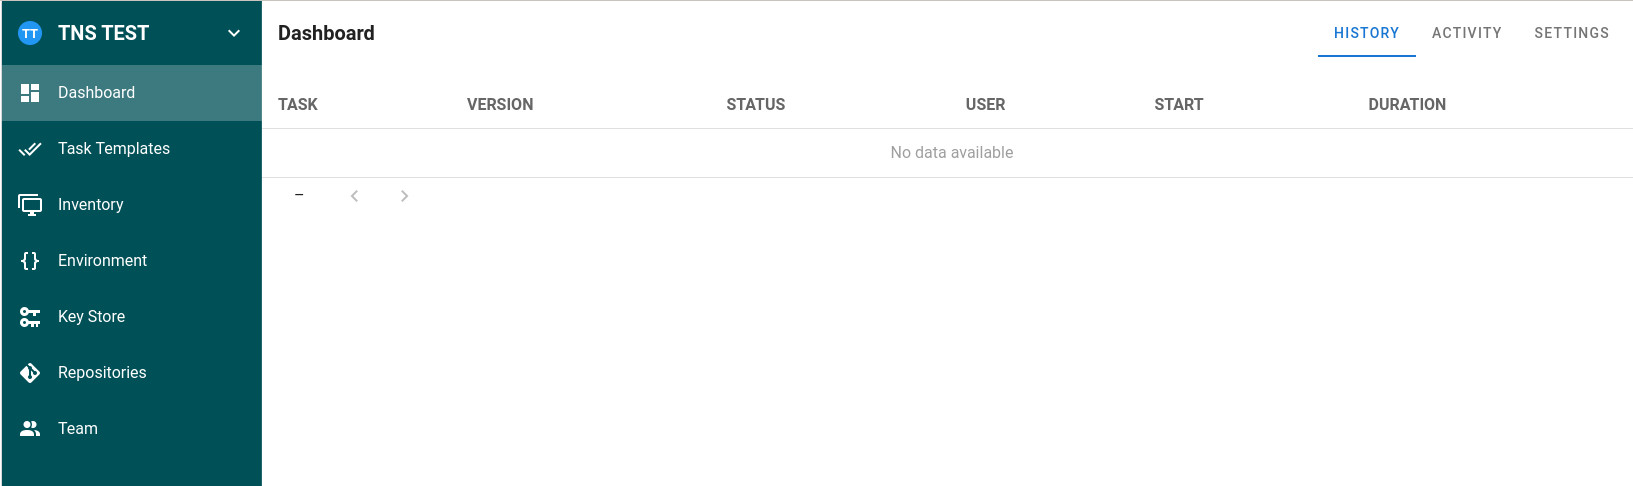 TT TNS TEST
Dashboard
Task Templates
Inventory
Environment
Key Store
Repositories
Team
Dashboard
HISTORY ACTIVITY SETTINGS
TASK VERSION STATUS USER START DURATION
No data available
–